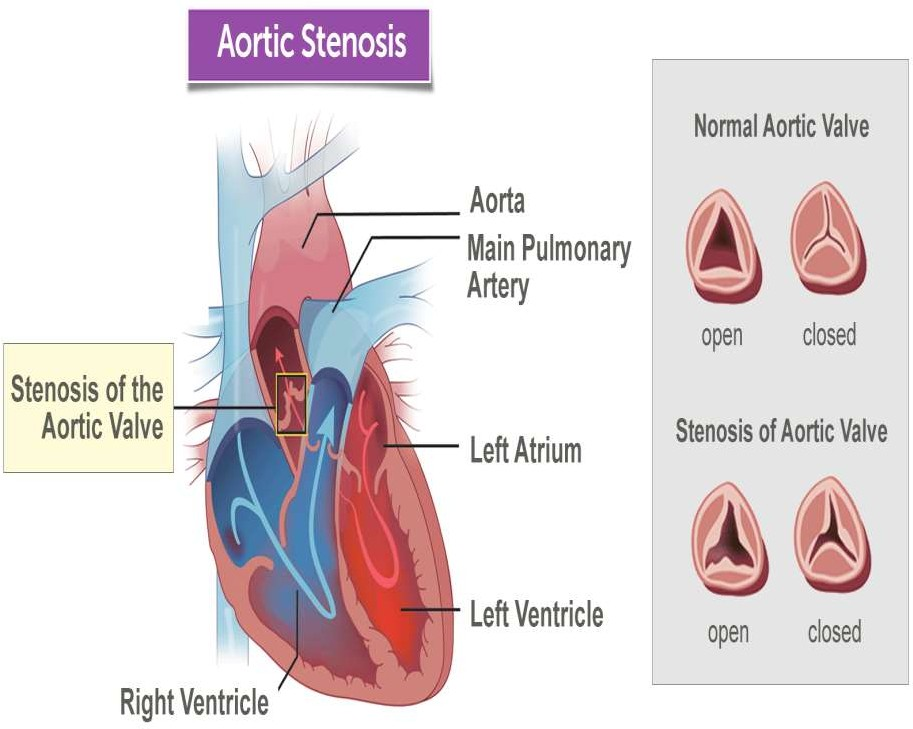 Aortic Stenosis
Aorta
Main Pulmonary
Artery
Stenosis of the
Aortic Valve
Left Atrium
Left Ventricle
Right Ventricle
Normal Aortic Valve
open closed
Stenosis of Aortic Valve
open closed